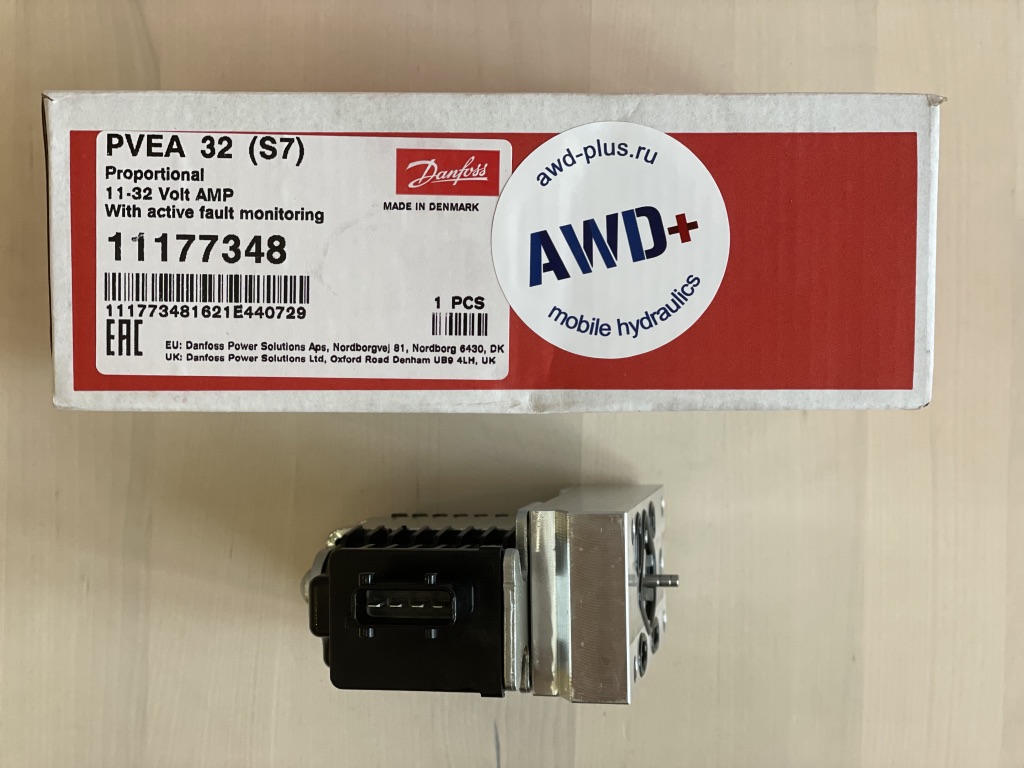 PVEA 32 (S7)
Proportional
11-32 Volt AMP
With active fault monitoring
11177348
111773481621E440729
EAC
Danfoss
MADE IN DENMARK
1 PCS
EU: Danfoss Power Solutions Aps, Nordborgvej 81, Nordborg 6430, DK
UK: Danfoss Power Solutions Ltd, Oxford Road Denham UB9 4LH, UK
awd-plus.ru
AWD+
mobile hydraulics